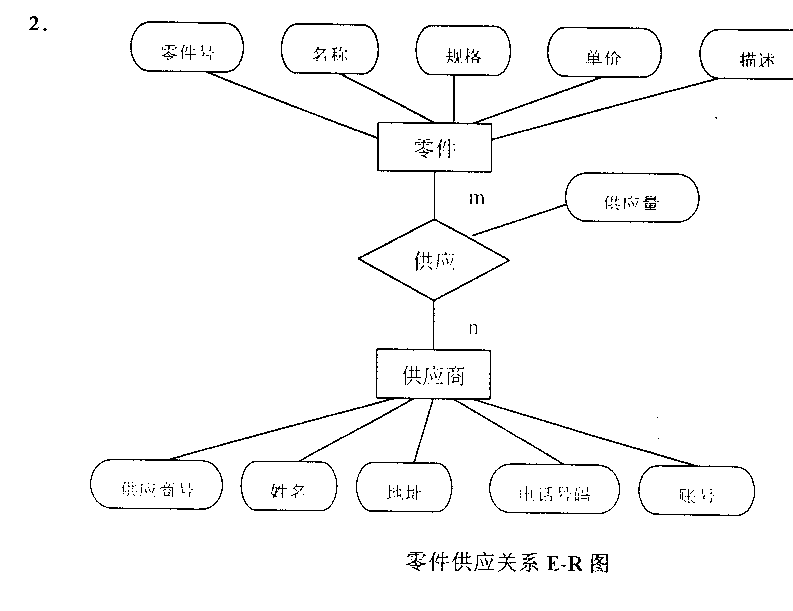 2.
零件号 名称 规格 单价 描述
零件
m
供应量
供应
n
供应商
供应商号 姓名 地址 电话号码 账号
零件供应关系 E-R 图